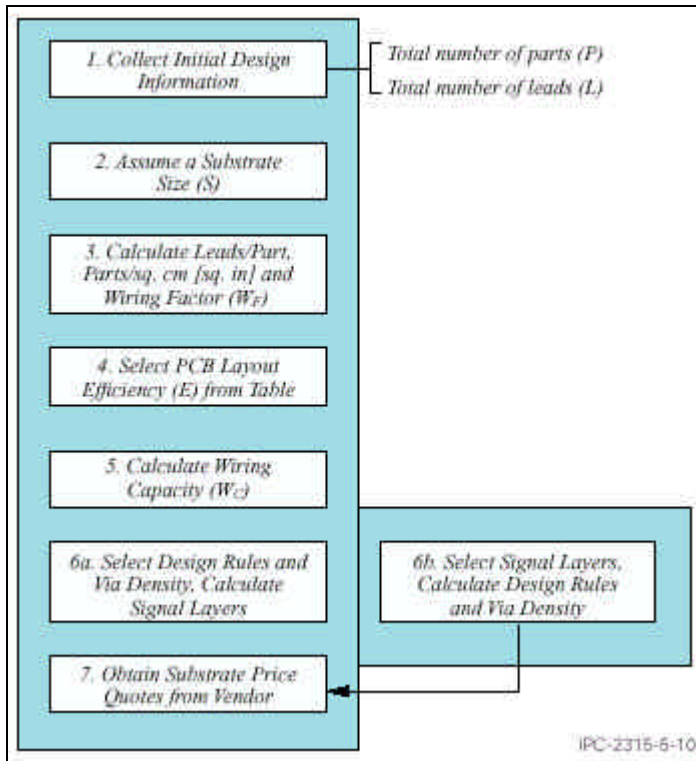 1. Collect Initial Design
Information
Total number of parts (P)
Total number of leads (L)
2. Assume a Substrate
Size (S)
3. Calculate Leads/Part,
Parts/sq. cm [sq. in] and
Wiring Factor (WF)
4. Select PCB Layout
Efficiency (E) from Table
5. Calculate Wiring
Capacity (WC)
6a. Select Design Rules and
Via Density, Calculate
Signal Layers
6b. Select Signal Layers,
Calculate Design Rules
and Via Density
7. Obtain Substrate Price
Quotes from Vendor
IPC-2315-5-10